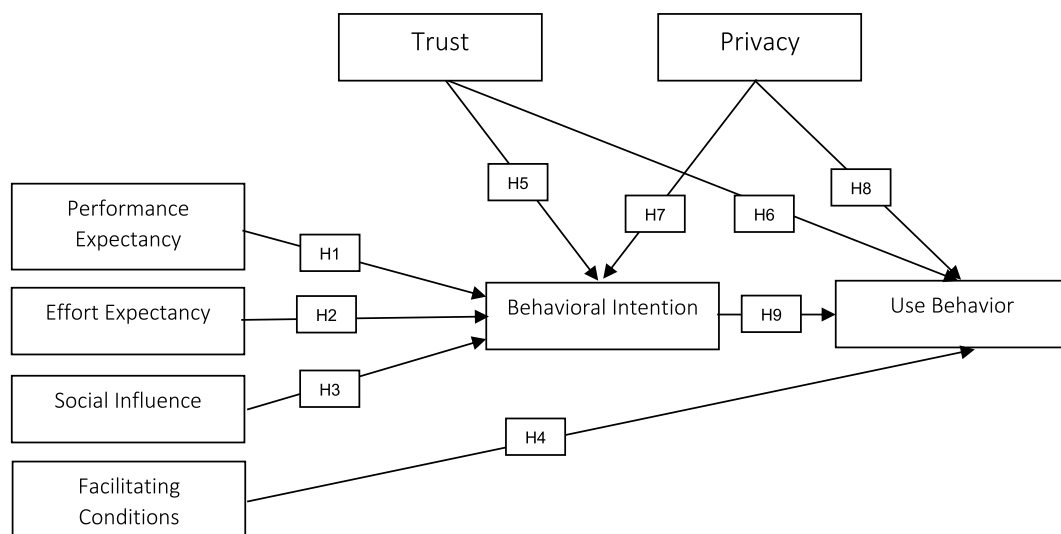 Trust
Privacy
H5
H7
H6
H8
Performance
Expectancy
H1
Effort Expectancy
H2
Behavioral Intention
H9
Use Behavior
Social Influence
H3
H4
Facilitating
Conditions